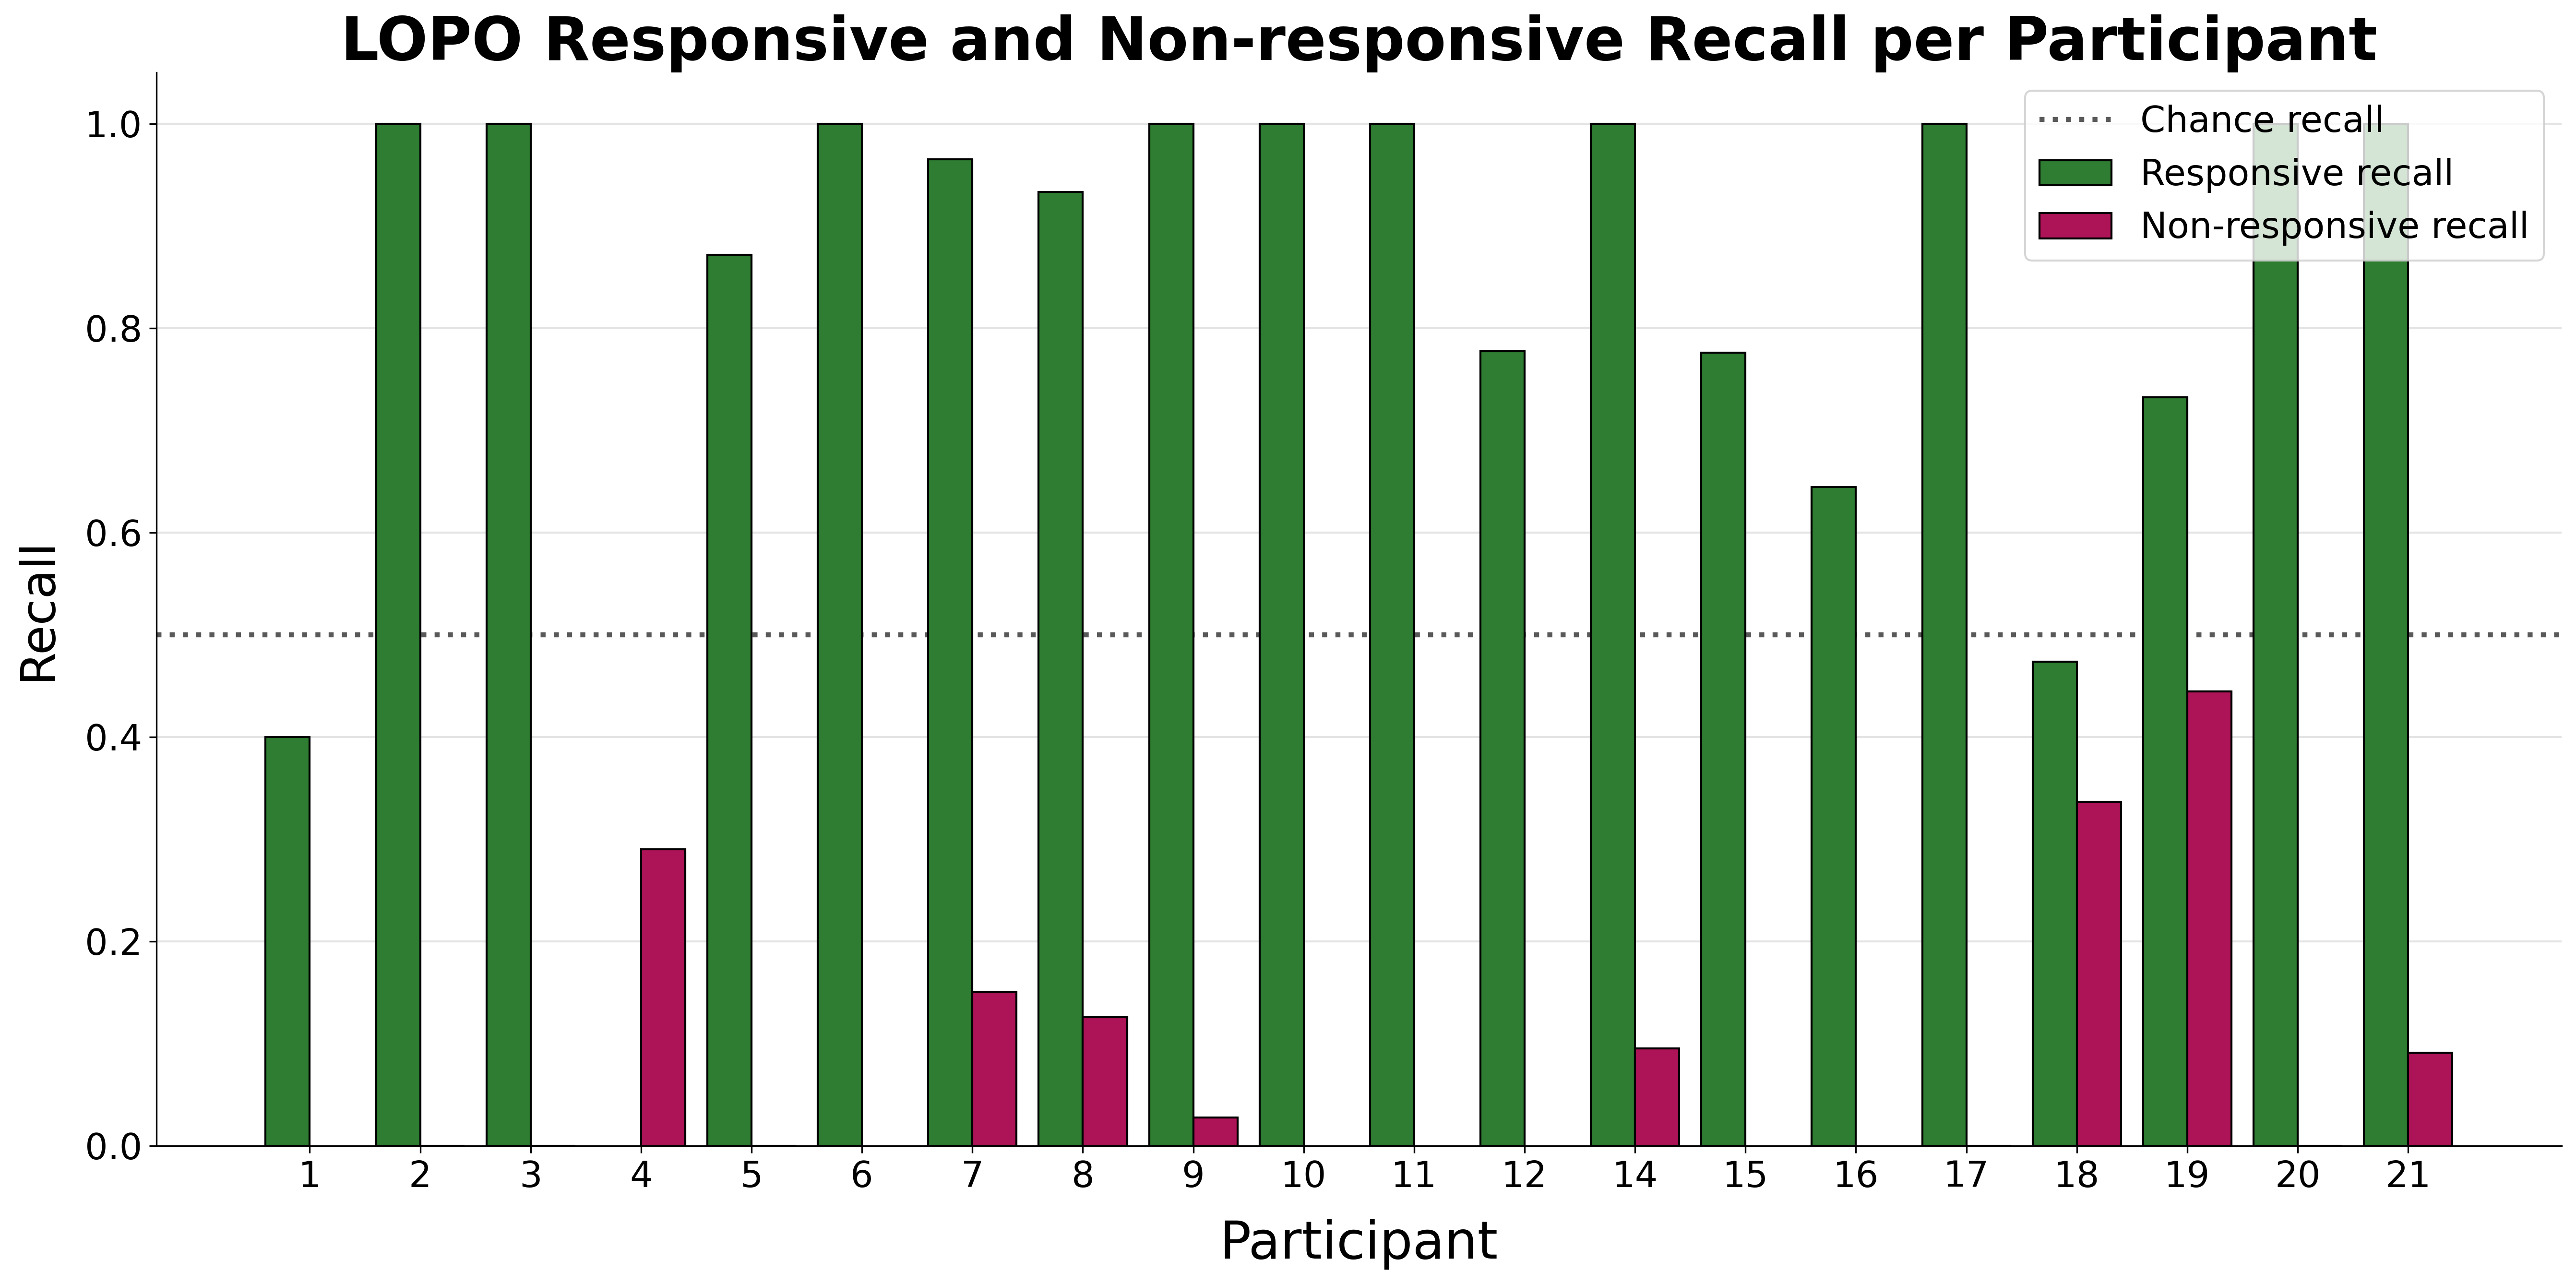 LOPO Responsive and Non-responsive Recall per Participant
Chance recall
Responsive recall
Non-responsive recall
Recall
1.0
0.8
0.6
0.4
0.2
0.0
1 2 3 4 5 6 7 8 9 10 11 12 14 15 16 17 18 19 20 21
Participant